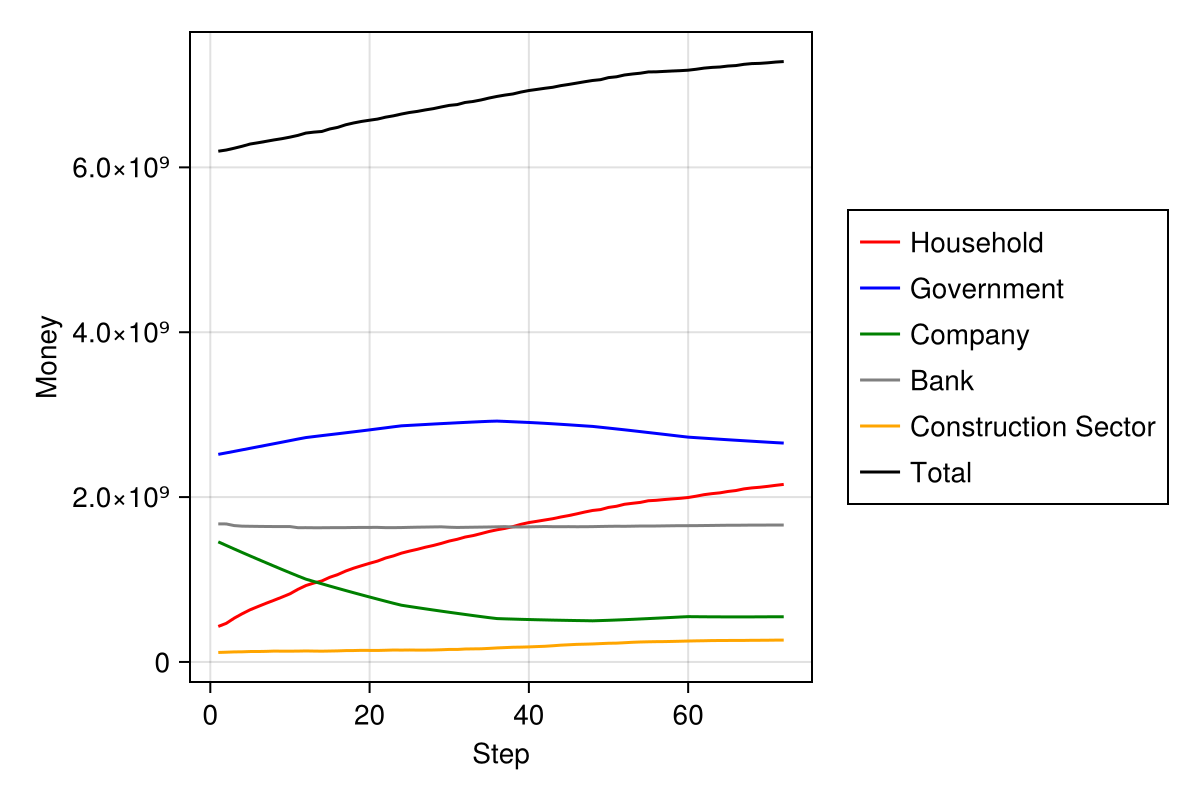 6.0×10⁹
4.0×10⁹
2.0×10⁹
0
Money
0 20 40 60
Step
Household
Government
Company
Bank
Construction Sector
Total